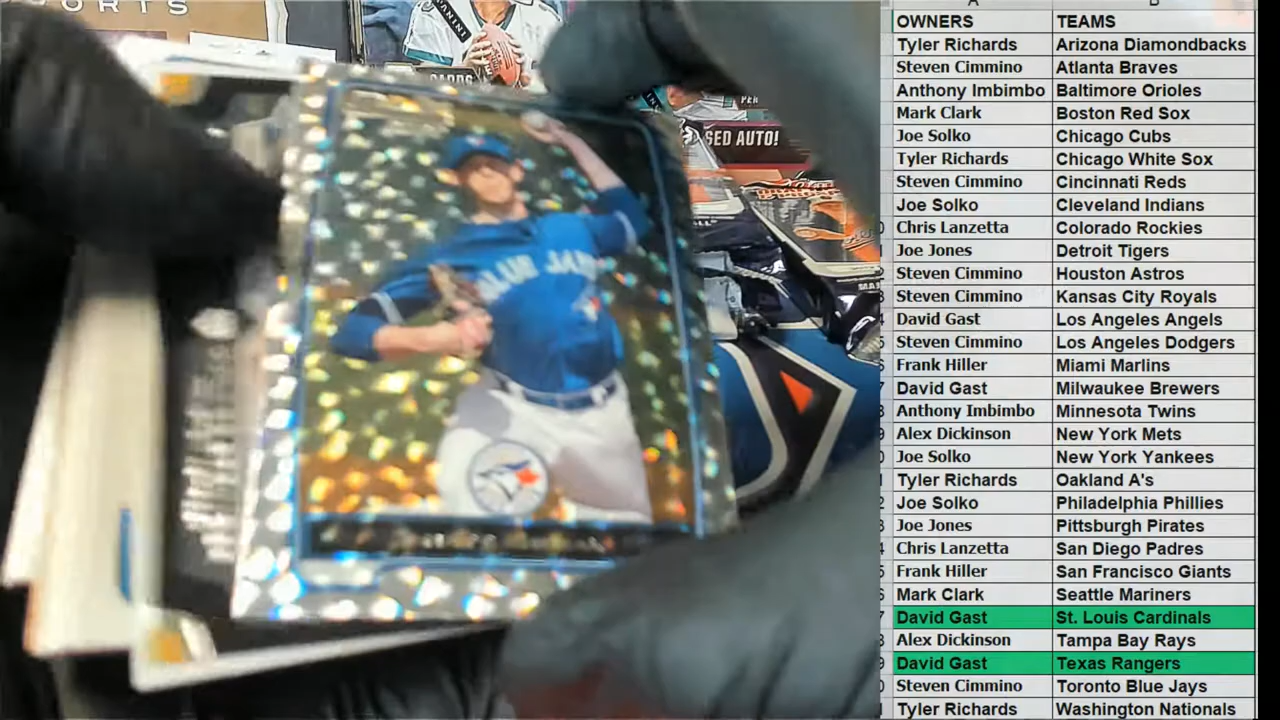 PORTS
PANINI
CARDS
PER
SED AUTO!
BLUE JAYS
A
B
OWNERS TEAMS
Tyler Richards Arizona Diamondbacks
Steven Cimmino Atlanta Braves
Anthony Imbimbo Baltimore Orioles
Mark Clark Boston Red Sox
Joe Solko Chicago Cubs
Tyler Richards Chicago White Sox
Steven Cimmino Cincinnati Reds
Joe Solko Cleveland Indians
Chris Lanzetta Colorado Rockies
Joe Jones Detroit Tigers
Steven Cimmino Houston Astros
Steven Cimmino Kansas City Royals
David Gast Los Angeles Angels
Steven Cimmino Los Angeles Dodgers
Frank Hiller Miami Marlins
David Gast Milwaukee Brewers
Anthony Imbimbo Minnesota Twins
Alex Dickinson New York Mets
Joe Solko New York Yankees
Tyler Richards Oakland A's
Joe Solko Philadelphia Phillies
Joe Jones Pittsburgh Pirates
Chris Lanzetta San Diego Padres
Frank Hiller San Francisco Giants
Mark Clark Seattle Mariners
David Gast St. Louis Cardinals
Alex Dickinson Tampa Bay Rays
David Gast Texas Rangers
Steven Cimmino Toronto Blue Jays
Tyler Richards Washington Nationals